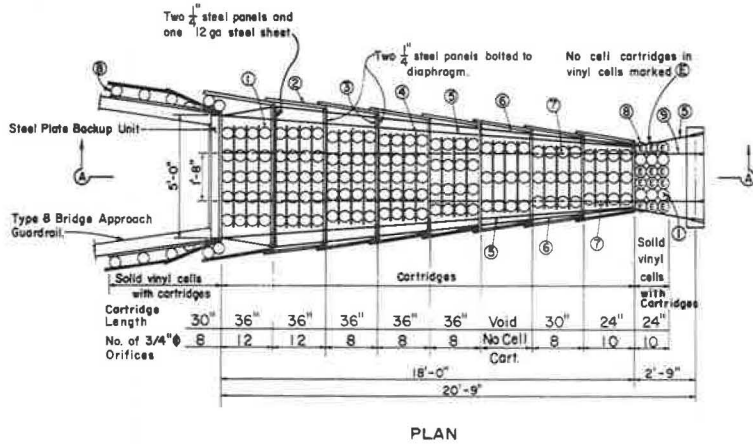 Two 1/4" steel panels and
one 12 ga steel sheet
Two 1/4" steel panels bolted to
diaphragm.
No cell cartridges in
vinyl cells marked Ⓔ
⑧ ① ② ③ ④ ⑤ ⑥ ⑦ ⑧ ⑨ ⑤
Steel Plate Backup Unit
A
5'-0"
1'-8"
A
Type 8 Bridge Approach
Guardrail.
⑤ ⑥ ⑦ ①
Solid vinyl cells
with cartridges
Cartridges
Solid
vinyl
cells
with
Cartridges
Cartridge
Length 30" 36" 36" 36" 36" 36" Void 30" 24" 24"
No. of 3/4"ϕ 8 12 12 8 8 8 No Cell 8 10 10
Orifices Cart.
18'-0" 2'-9"
20'-9"
PLAN